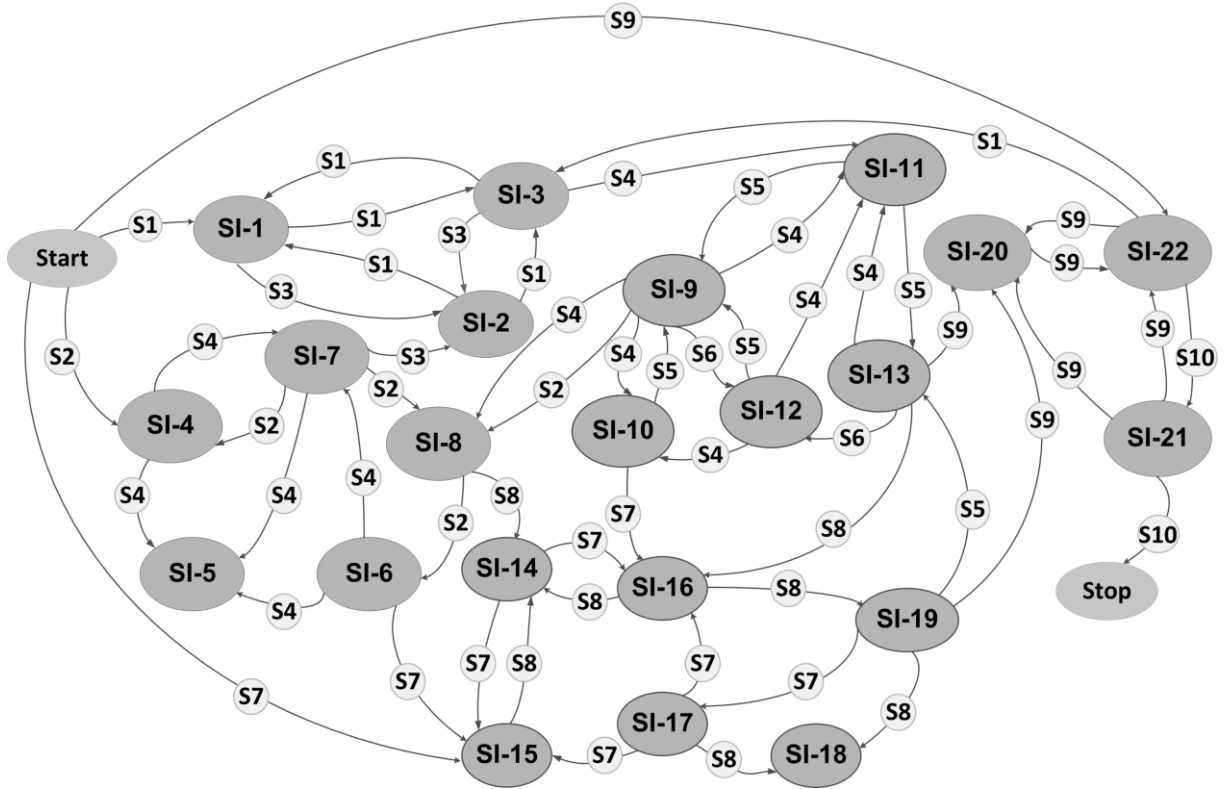 S9
S1
S1
SI-3
S4
SI-11
S5
S1
SI-1
S1
S3
S4
S9
Start
S1
SI-20
S9
SI-22
S3
S1
SI-9
S5
SI-2
S4
S9
S4
S4
S4
S5
S10
S2
SI-7
S3
S4
S6
S5
SI-13
S9
S2
S5
S2
SI-4
S2
SI-8
SI-10
SI-12
S6
S9
SI-21
S4
S4
S4
S4
S8
S7
S5
S2
S8
S10
SI-5
SI-6
SI-14
S7
SI-16
S8
Stop
S4
S8
SI-19
S7
S8
S7
S7
S7
S7
SI-17
S8
SI-15
S7
S8
SI-18